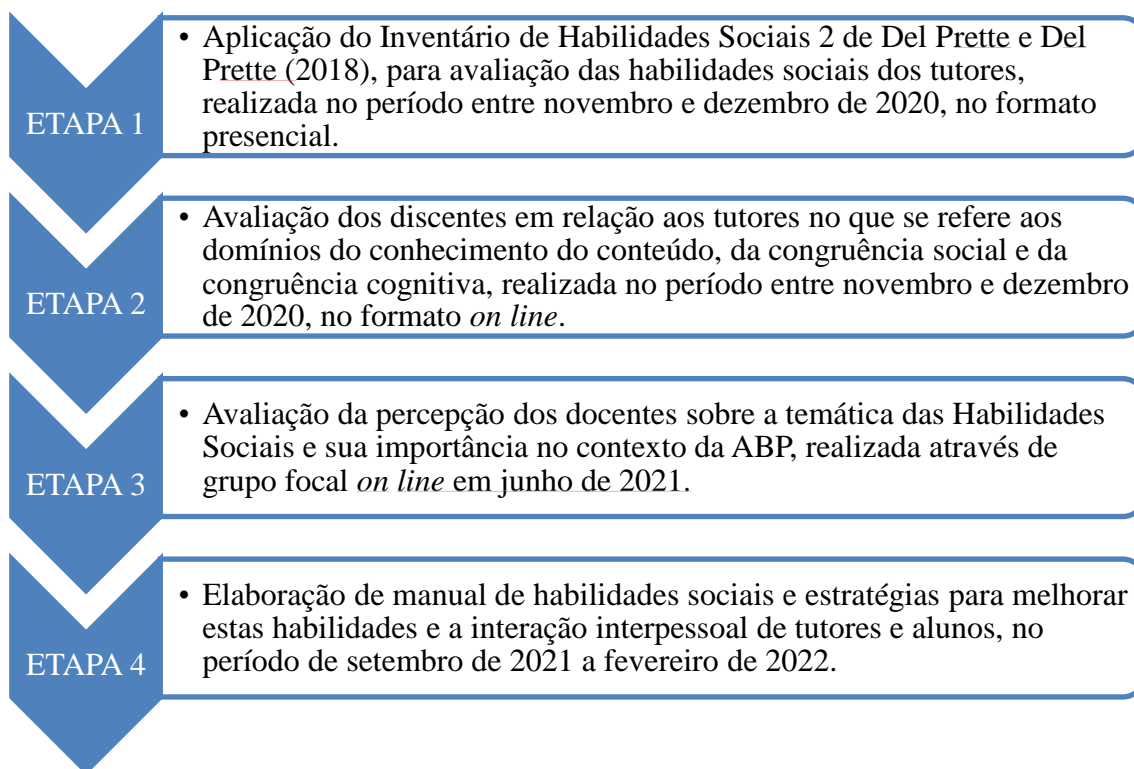 • Aplicação do Inventário de Habilidades Sociais 2 de Del Prette e Del
Prette (2018), para avaliação das habilidades sociais dos tutores,
realizada no período entre novembro e dezembro de 2020, no formato
presencial.
ETAPA 1
• Avaliação dos discentes em relação aos tutores no que se refere aos
domínios do conhecimento do conteúdo, da congruência social e da
congruência cognitiva, realizada no período entre novembro e dezembro
de 2020, no formato on line.
ETAPA 2
• Avaliação da percepção dos docentes sobre a temática das Habilidades
Sociais e sua importância no contexto da ABP, realizada através de
grupo focal on line em junho de 2021.
ETAPA 3
• Elaboração de manual de habilidades sociais e estratégias para melhorar
estas habilidades e a interação interpessoal de tutores e alunos, no
período de setembro de 2021 a fevereiro de 2022.
ETAPA 4